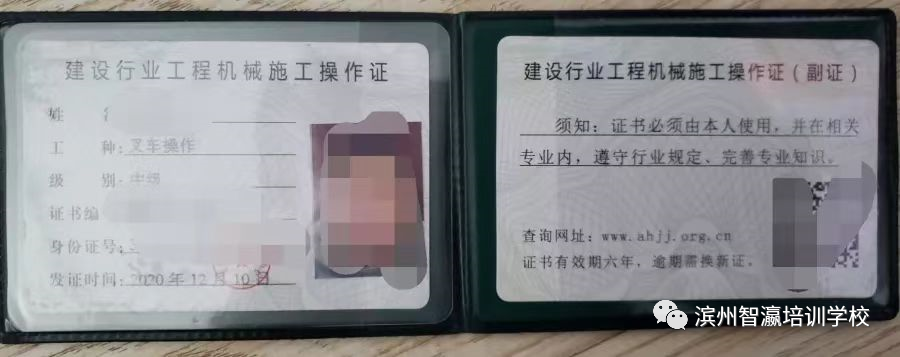 建设行业工程机械施工操作证
姓
工 种:叉车操作
级 别:中级
证书编
身份证号:
发证时间:2020年12月10日
建设行业工程机械施工操作证(副证)
须知:证书必须由本人使用,并在相关
专业内,遵守行业规定、完善专业知识。
查询网址:www.ahjj.org.cn
证书有效期六年,逾期需换新证。
滨州智瀛培训学校